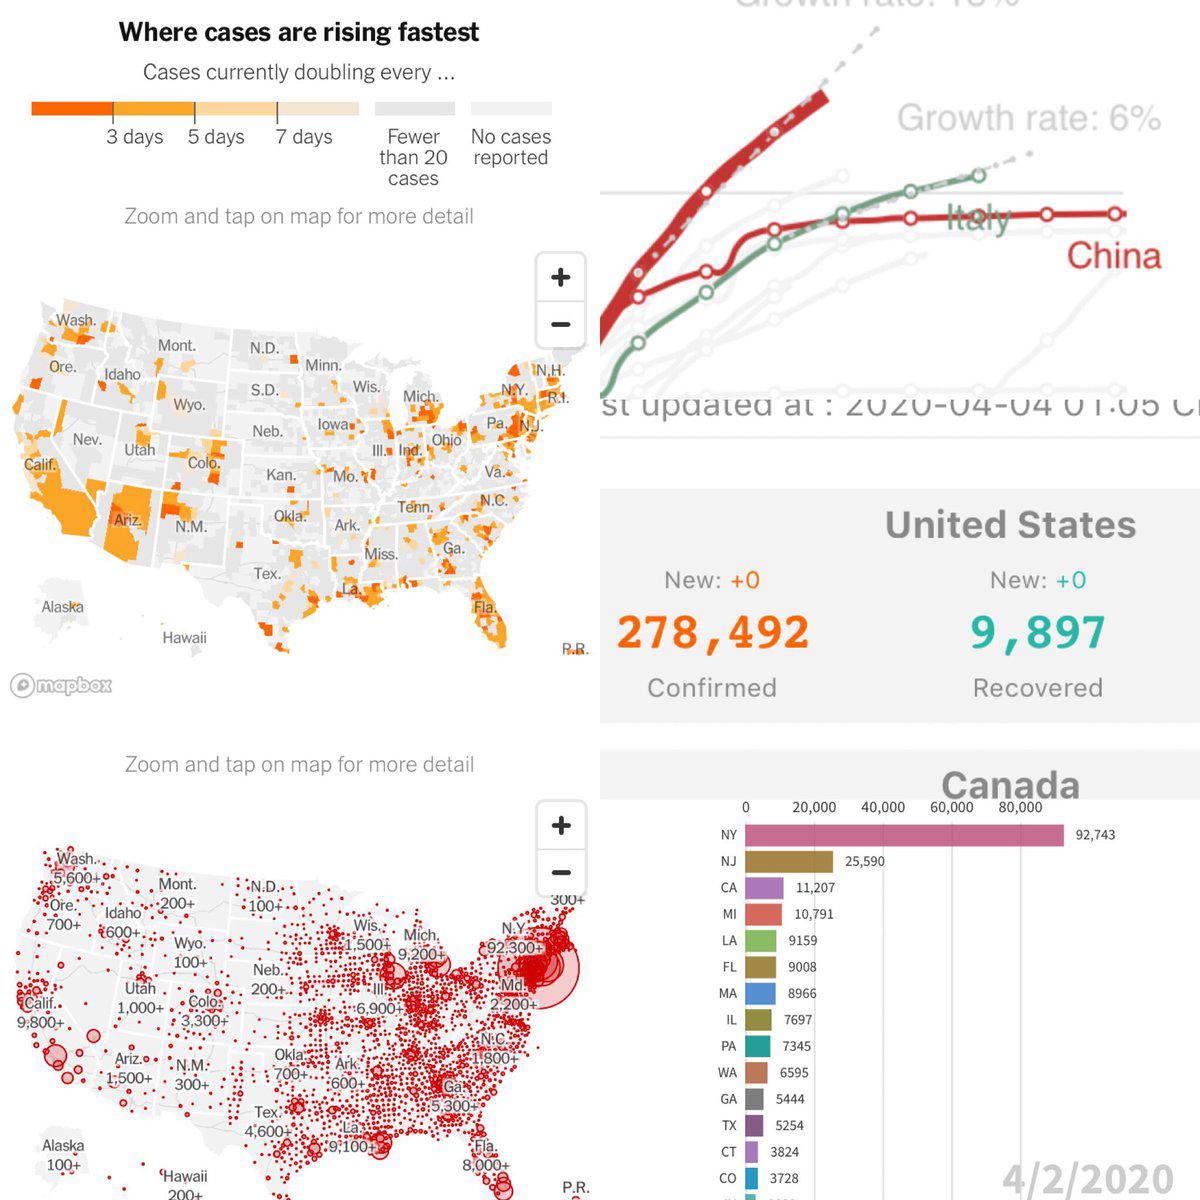 Where cases are rising fastest
Cases currently doubling every ...
3 days
5 days
7 days
Fewer
than 20
cases
No cases
reported
Zoom and tap on map for more detail
+
−
Wash.
Mont.
N.D.
Minn.
N.H.
Ore.
Idaho
S.D.
Wis.
Mich.
N.Y.
R.I.
Wyo.
Neb.
Iowa
Pa.
N.J.
Nev.
Utah
Ill.
Ind.
Ohio
Calif.
Colo.
Kan.
Mo.
Va.
Ariz.
N.M.
Okla.
Ark.
Tenn.
N.C.
Miss.
Ga.
Tex.
La.
Fla.
Alaska
Hawaii
P.R.
mapbox
Zoom and tap on map for more detail
+
−
300+
Wash.
5,600+
Mont.
200+
N.D.
100+
Ore.
700+
Idaho
600+
Wis.
1,500+
Mich.
9,200+
N.Y.
92,300+
Wyo.
100+
Neb.
200+
Utah
1,000+
Colo.
3,300+
Ill.
6,900+
Md.
2,200+
Calif.
9,800+
Ariz.
1,500+
N.M.
300+
Okla.
700+
Ark.
600+
N.C.
1,800+
Ga.
5,300+
Tex.
4,600+
La.
9,100+
Fla.
8,000+
Alaska
100+
Hawaii
200+
P.R.
Growth rate: 6%
Italy
China
st updated at : 2020-04-04 01:05
United States
New: +0
278,492
Confirmed
New: +0
9,897
Recovered
Canada
0 20,000 40,000 60,000 80,000
NY 92,743
NJ 25,590
CA 11,207
MI 10,791
LA 9159
FL 9008
MA 8966
IL 7697
PA 7345
WA 6595
GA 5444
TX 5254
CT 3824
CO 3728
4/2/2020